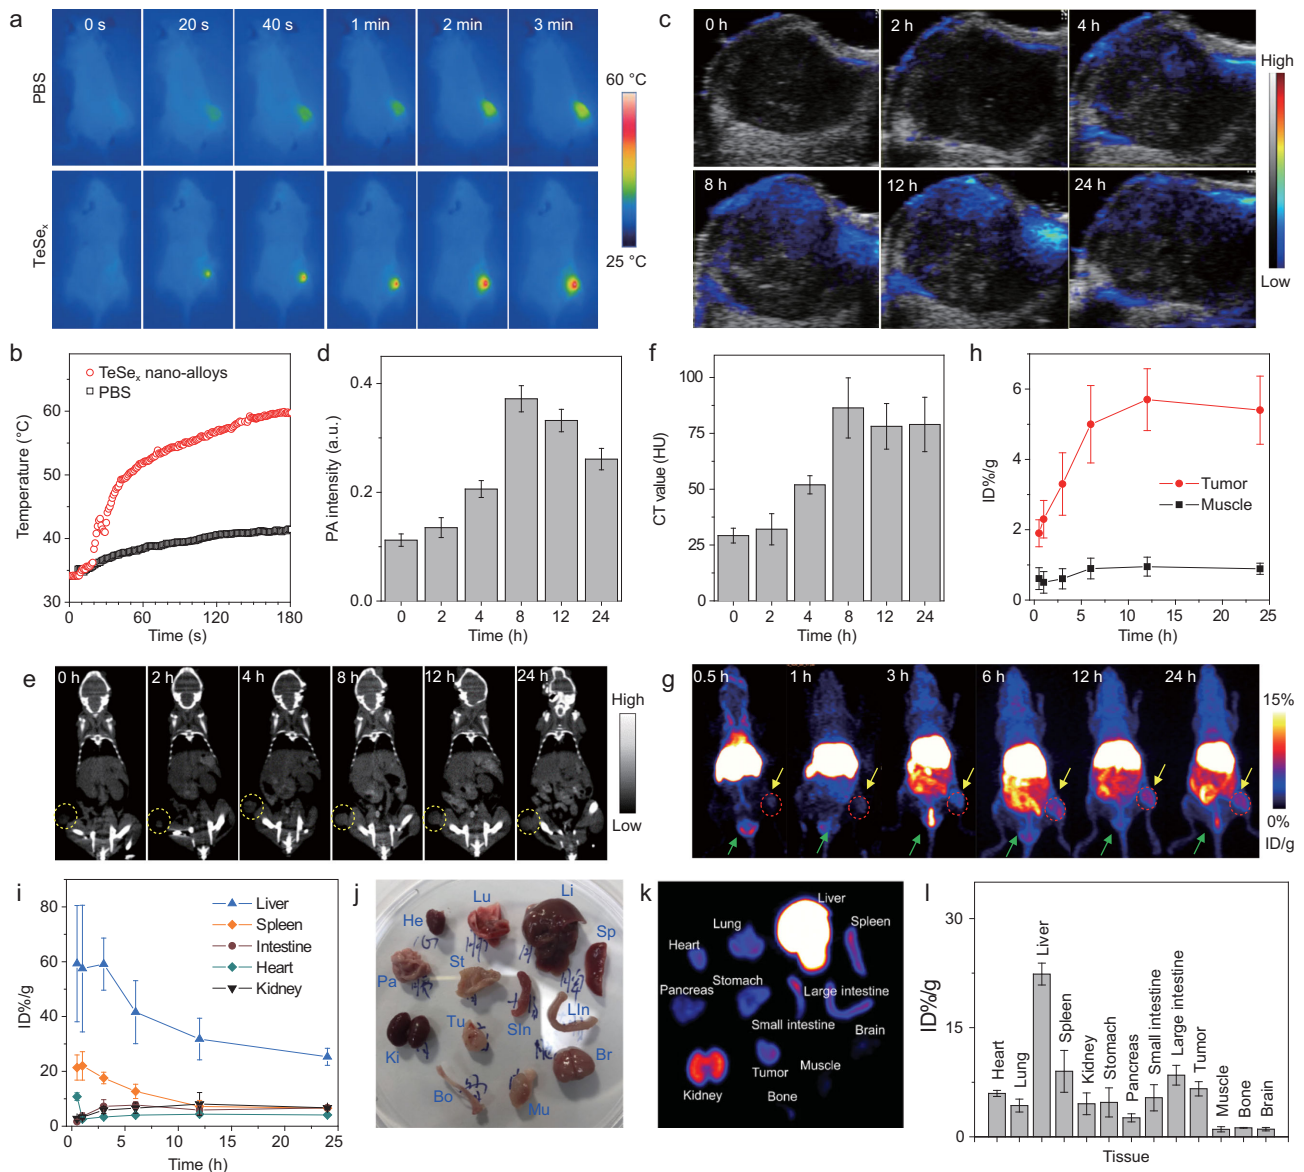 a
0 s 20 s 40 s 1 min 2 min 3 min
PBS
TeSeₓ
60 °C
25 °C
c
0 h 2 h 4 h
8 h 12 h 24 h
High
Low
b
TeSeₓ nano-alloys
PBS
Temperature (°C)
70
60
50
40
30
0 60 120 180
Time (s)
d
PA intensity (a.u.)
0.4
0.2
0.0
0 2 4 8 12 24
Time (h)
f
CT value (HU)
100
75
50
25
0
0 2 4 8 12 24
Time (h)
h
ID%/g
6
4
2
0
Tumor
Muscle
0 5 10 15 20 25
Time (h)
e
0 h 2 h 4 h 8 h 12 h 24 h
High
Low
g
0.5 h 1 h 3 h 6 h 12 h 24 h
15%
0%
ID/g
i
ID%/g
80
60
40
20
0
Liver
Spleen
Intestine
Heart
Kidney
0 5 10 15 20 25
Time (h)
j
He Lu Li
Sp
Pa St
SIn LIn
Ki Tu
Br
Bo Mu
k
Liver
Lung Spleen
Heart
Stomach
Pancreas Large intestine
Small intestine Brain
Tumor Muscle
Kidney
Bone
l
ID%/g
30
15
0
Heart
Lung
Liver
Spleen
Kidney
Stomach
Pancreas
Small intestine
Large intestine
Tumor
Muscle
Bone
Brain
Tissue